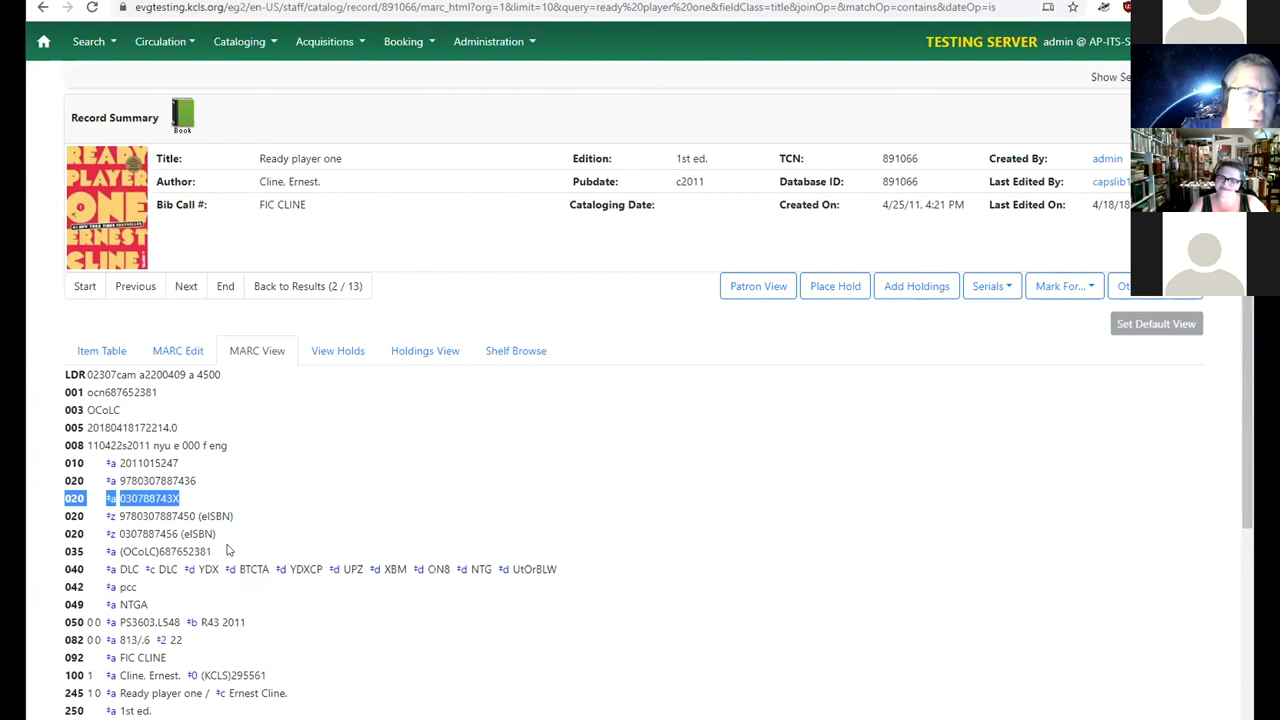 evgtesting.kcls.org/eg2/en-US/staff/catalog/record/891066/marc_html?org=1&limit=10&query=ready%20player%20one&fieldClass=title&joinOp=&matchOp=contains&dateOp=is
Search Circulation Cataloging Acquisitions Booking Administration TESTING SERVER admin @ AP-ITS-S
Show Se
Record Summary Book
READY PLAYER ONE ERNEST CLINE
Title: Ready player one Edition: 1st ed. TCN: 891066 Created By: admin
Author: Cline, Ernest. Pubdate: c2011 Database ID: 891066 Last Edited By: capslib1
Bib Call #: FIC CLINE Cataloging Date: Created On: 4/25/11, 4:21 PM Last Edited On: 4/18/18
Start Previous Next End Back to Results (2 / 13) Patron View Place Hold Add Holdings Serials Mark For... Ot
Set Default View
Item Table MARC Edit MARC View View Holds Holdings View Shelf Browse
LDR 02307cam a2200409 a 4500
001 ocn687652381
003 OCoLC
005 20180418172214.0
008 110422s2011 nyu e 000 f eng
010 ‡a 2011015247
020 ‡a 9780307887436
020 ‡a 030788743X
020 ‡z 9780307887450 (eISBN)
020 ‡z 0307887456 (eISBN)
035 ‡a (OCoLC)687652381
040 ‡a DLC ‡c DLC ‡d YDX ‡d BTCTA ‡d YDXCP ‡d UPZ ‡d XBM ‡d ON8 ‡d NTG ‡d UtOrBLW
042 ‡a pcc
049 ‡a NTGA
050 0 0 ‡a PS3603.L548 ‡b R43 2011
082 0 0 ‡a 813/.6 ‡2 22
092 ‡a FIC CLINE
100 1 ‡a Cline, Ernest. ‡0 (KCLS)295561
245 1 0 ‡a Ready player one / ‡c Ernest Cline.
250 ‡a 1st ed.